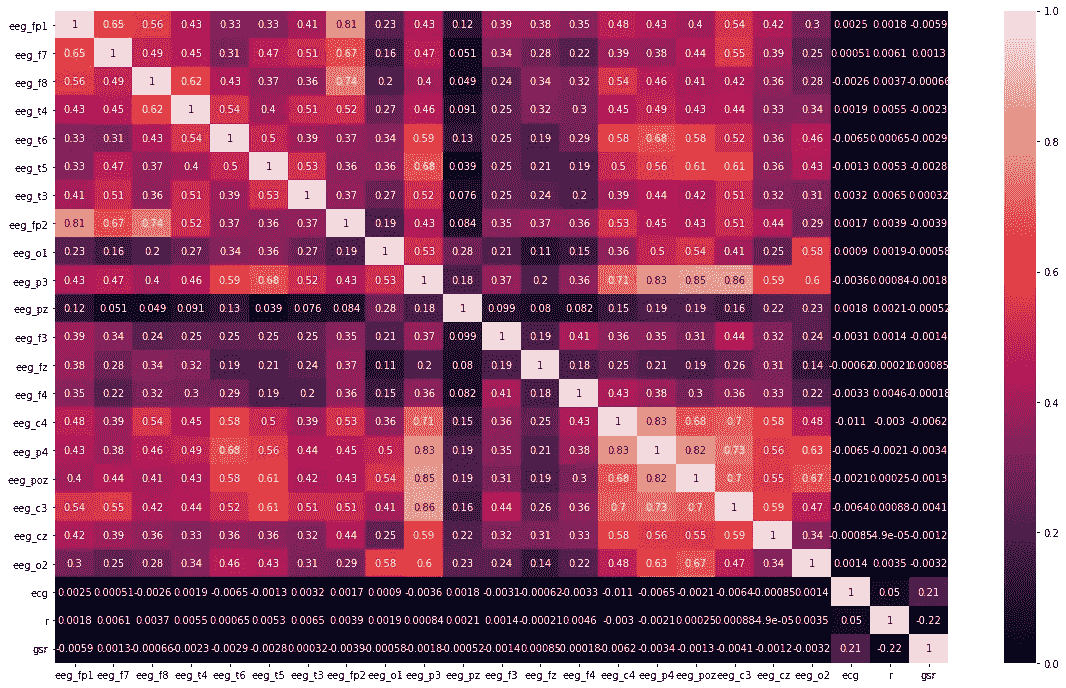 eeg_fp1 1 0.65 0.56 0.43 0.33 0.33 0.41 0.81 0.23 0.43 0.12 0.39 0.38 0.35 0.48 0.43 0.4 0.54 0.42 0.3 0.0025 0.0018 -0.0059
eeg_f7 0.65 1 0.49 0.45 0.31 0.47 0.51 0.67 0.16 0.47 0.051 0.34 0.28 0.22 0.39 0.38 0.44 0.55 0.39 0.25 0.00051 0.0061 0.0013
eeg_f8 0.56 0.49 1 0.62 0.43 0.37 0.36 0.74 0.2 0.4 0.049 0.24 0.34 0.32 0.54 0.46 0.41 0.42 0.36 0.28 -0.0026 0.0037 -0.00066
eeg_t4 0.43 0.45 0.62 1 0.54 0.4 0.51 0.52 0.27 0.46 0.091 0.25 0.32 0.3 0.45 0.49 0.43 0.44 0.33 0.34 0.0019 0.0055 -0.0023
eeg_t6 0.33 0.31 0.43 0.54 1 0.5 0.39 0.37 0.34 0.59 0.13 0.25 0.19 0.29 0.58 0.68 0.58 0.52 0.36 0.46 -0.0065 0.00065 -0.0029
eeg_t5 0.33 0.47 0.37 0.4 0.5 1 0.53 0.36 0.36 0.68 0.039 0.25 0.21 0.19 0.5 0.56 0.61 0.61 0.36 0.43 -0.0013 0.0053 -0.0028
eeg_t3 0.41 0.51 0.36 0.51 0.39 0.53 1 0.37 0.27 0.52 0.076 0.25 0.24 0.2 0.39 0.44 0.42 0.51 0.32 0.31 0.0032 0.0065 0.00032
eeg_fp2 0.81 0.67 0.74 0.52 0.37 0.36 0.37 1 0.19 0.43 0.084 0.35 0.37 0.36 0.53 0.45 0.43 0.51 0.44 0.29 0.0017 0.0039 -0.0039
eeg_o1 0.23 0.16 0.2 0.27 0.34 0.36 0.27 0.19 1 0.53 0.28 0.21 0.11 0.15 0.36 0.5 0.54 0.41 0.25 0.58 0.0009 0.0019 -0.00058
eeg_p3 0.43 0.47 0.4 0.46 0.59 0.68 0.52 0.43 0.53 1 0.18 0.37 0.2 0.36 0.71 0.83 0.85 0.86 0.59 0.6 -0.0036 0.00084 -0.0018
eeg_pz 0.12 0.051 0.049 0.091 0.13 0.039 0.076 0.084 0.28 0.18 1 0.099 0.08 0.082 0.15 0.19 0.19 0.16 0.22 0.23 0.0018 0.0021 -0.00052
eeg_f3 0.39 0.34 0.24 0.25 0.25 0.25 0.25 0.35 0.21 0.37 0.099 1 0.19 0.41 0.36 0.35 0.31 0.44 0.32 0.24 -0.0031 0.0014 -0.0014
eeg_fz 0.38 0.28 0.34 0.32 0.19 0.21 0.24 0.37 0.11 0.2 0.08 0.19 1 0.18 0.25 0.21 0.19 0.26 0.31 0.14 -0.00062 -0.00021 0.00085
eeg_f4 0.35 0.22 0.32 0.3 0.29 0.19 0.2 0.36 0.15 0.36 0.082 0.41 0.18 1 0.43 0.38 0.3 0.36 0.33 0.22 -0.0033 0.0046 -0.00018
eeg_c4 0.48 0.39 0.54 0.45 0.58 0.5 0.39 0.53 0.36 0.71 0.15 0.36 0.25 0.43 1 0.83 0.68 0.7 0.58 0.48 -0.011 -0.003 -0.0062
eeg_p4 0.43 0.38 0.46 0.49 0.68 0.56 0.44 0.45 0.5 0.83 0.19 0.35 0.21 0.38 0.83 1 0.82 0.73 0.56 0.63 -0.0065 -0.0021 -0.0034
eeg_poz 0.4 0.44 0.41 0.43 0.58 0.61 0.42 0.43 0.54 0.85 0.19 0.31 0.19 0.3 0.68 0.82 1 0.7 0.55 0.67 -0.0021 0.00025 -0.0013
eeg_c3 0.54 0.55 0.42 0.44 0.52 0.61 0.51 0.51 0.41 0.86 0.16 0.44 0.26 0.36 0.7 0.73 0.7 1 0.59 0.47 -0.0064 0.00088 -0.0041
eeg_cz 0.42 0.39 0.36 0.33 0.36 0.36 0.32 0.44 0.25 0.59 0.22 0.32 0.31 0.33 0.58 0.56 0.55 0.59 1 0.34 -0.00085 4.9e-05 -0.0012
eeg_o2 0.3 0.25 0.28 0.34 0.46 0.43 0.31 0.29 0.58 0.6 0.23 0.24 0.14 0.22 0.48 0.63 0.67 0.47 0.34 1 0.0014 0.0035 -0.0032
ecg 0.0025 0.00051 -0.0026 0.0019 -0.0065 -0.0013 0.0032 0.0017 0.0009 -0.0036 0.0018 -0.0031 -0.00062 -0.0033 -0.011 -0.0065 -0.0021 -0.0064 -0.00085 0.0014 1 0.05 0.21
r 0.0018 0.0061 0.0037 0.0055 0.00065 0.0053 0.0065 0.0039 0.0019 0.00084 0.0021 0.0014 -0.00021 0.0046 -0.003 -0.0021 0.00025 0.00088 4.9e-05 0.0035 0.05 1 -0.22
gsr -0.0059 0.0013 -0.00066 -0.0023 -0.0029 -0.0028 0.00032 -0.0039 -0.00058 -0.0018 -0.00052 -0.0014 0.00085 -0.00018 -0.0062 -0.0034 -0.0013 -0.0041 -0.0012 -0.0032 0.21 -0.22 1
eeg_fp1 eeg_f7 eeg_f8 eeg_t4 eeg_t6 eeg_t5 eeg_t3 eeg_fp2 eeg_o1 eeg_p3 eeg_pz eeg_f3 eeg_fz eeg_f4 eeg_c4 eeg_p4 eeg_poz eeg_c3 eeg_cz eeg_o2 ecg r gsr
1.0
0.8
0.6
0.4
0.2
0.0